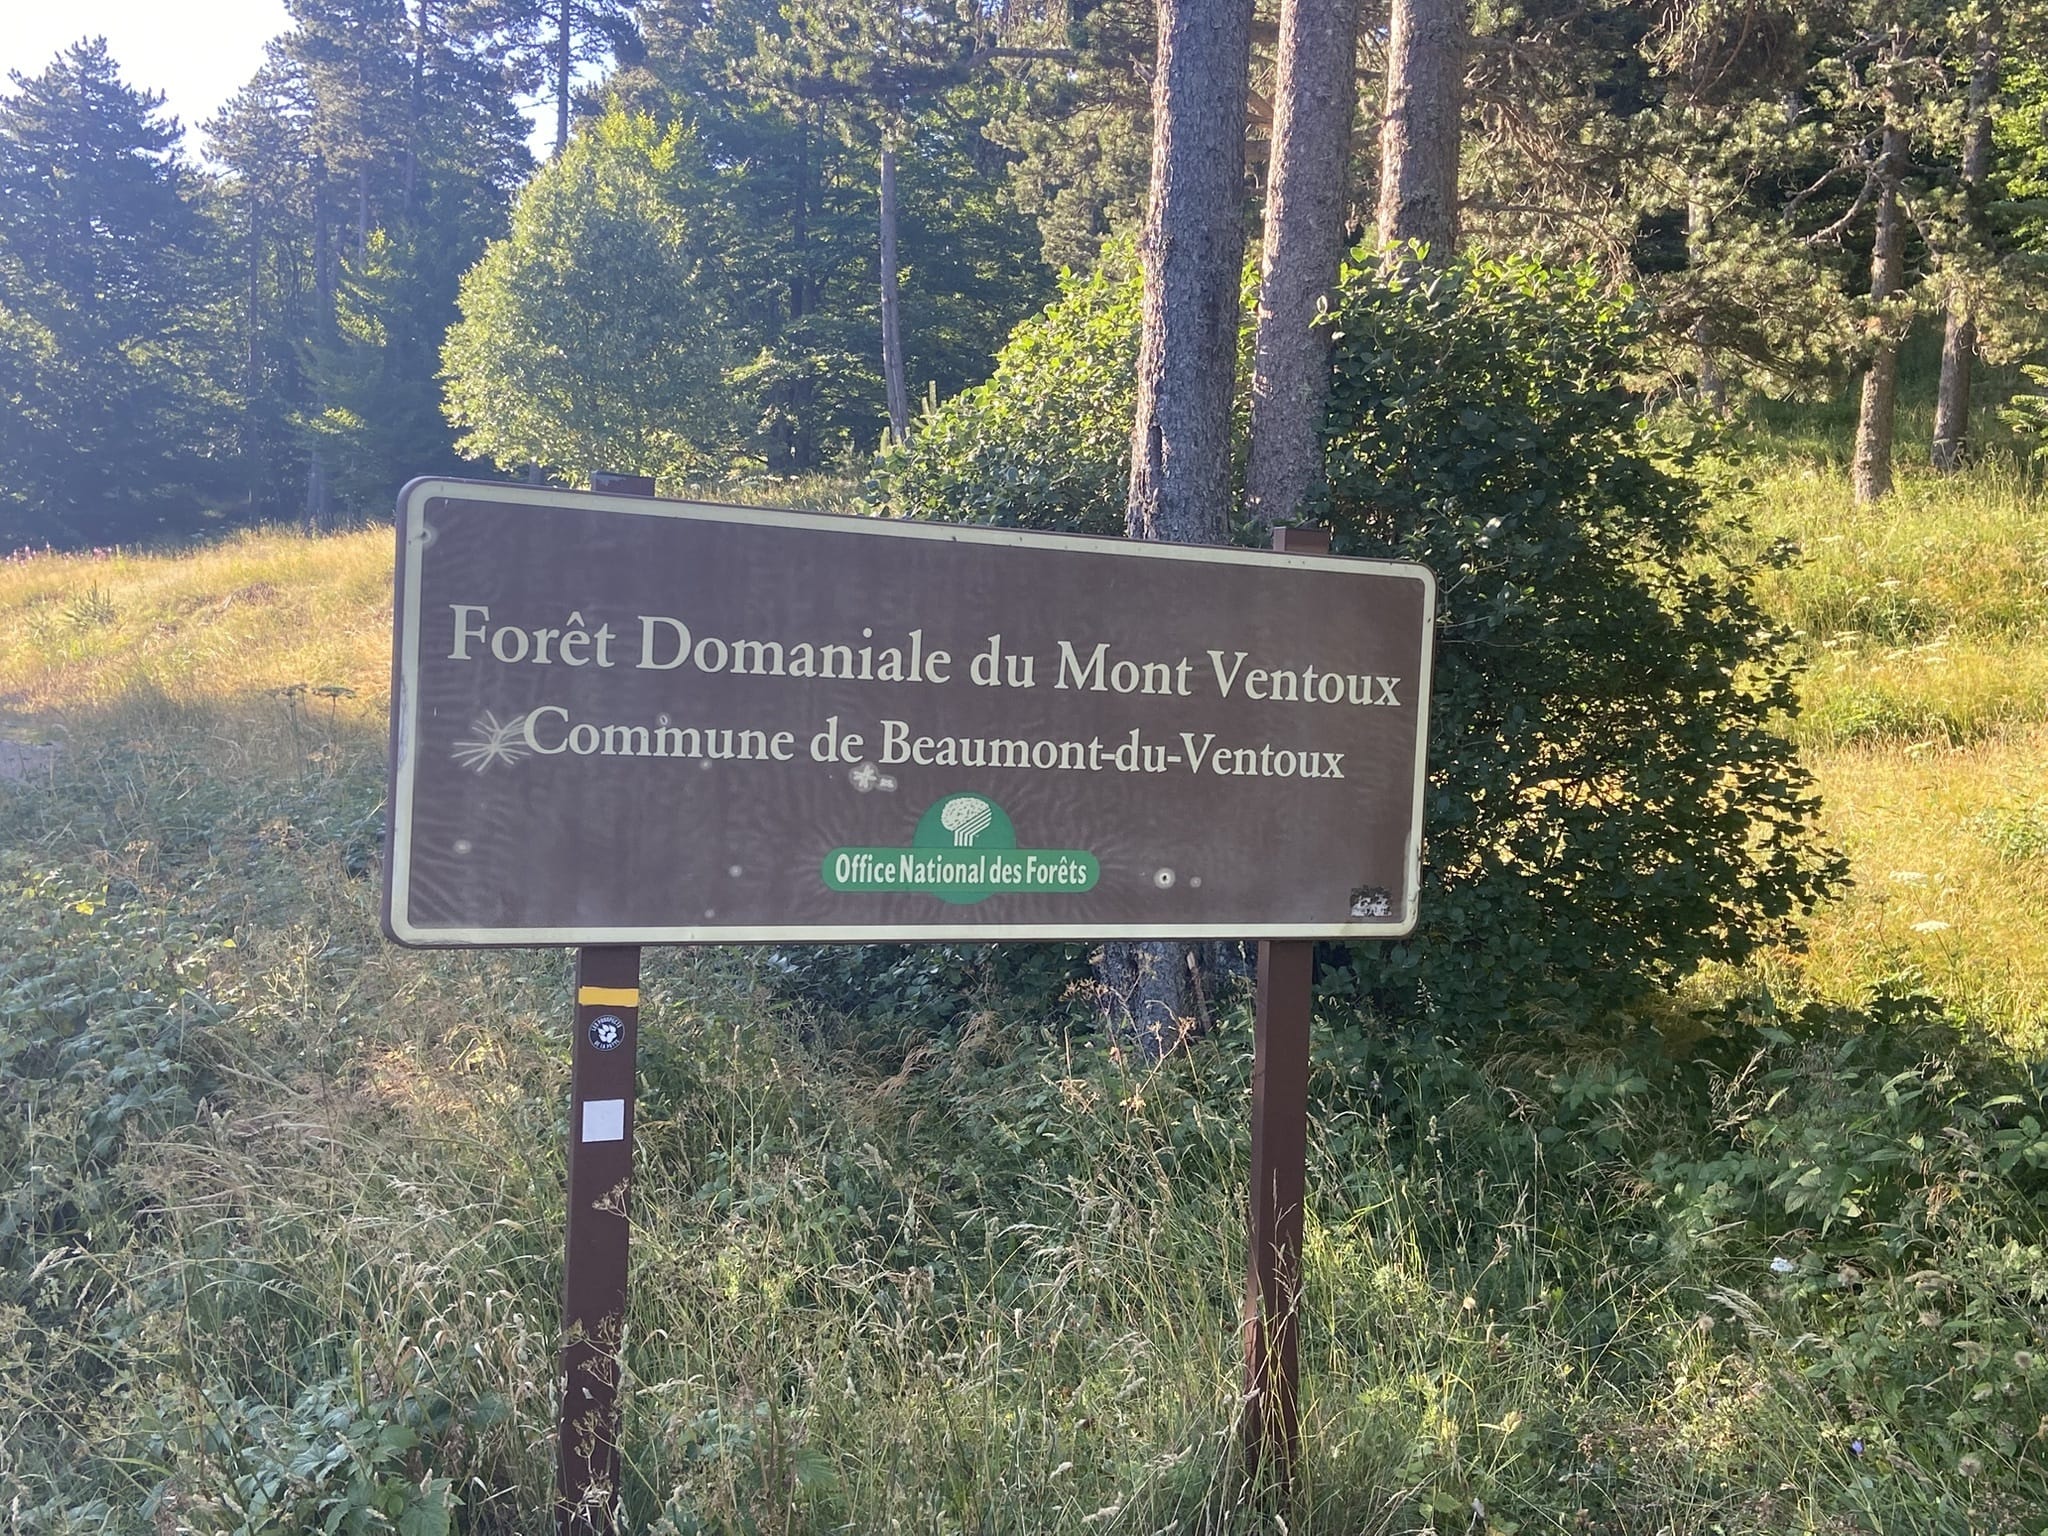 Forêt Domaniale du Mont Ventoux
Commune de Beaumont-du-Ventoux
Office National des Forêts